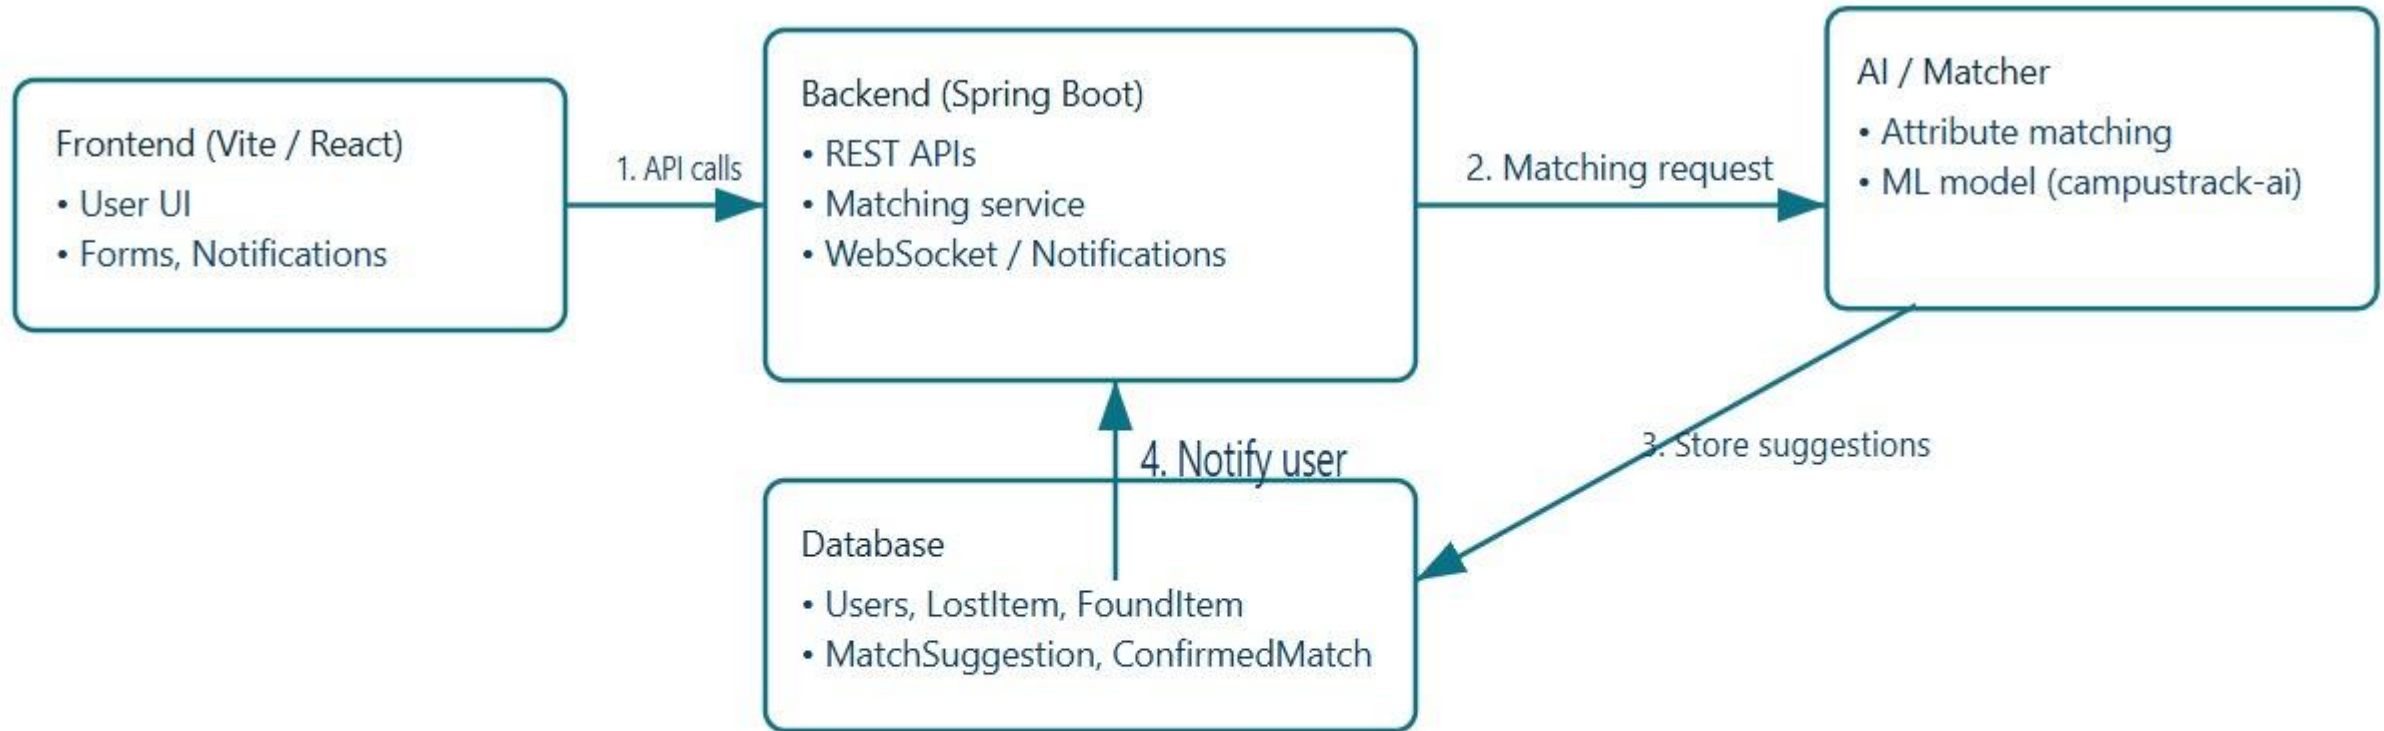 Frontend (Vite / React)
• User UI
• Forms, Notifications
1. API calls
Backend (Spring Boot)
• REST APIs
• Matching service
• WebSocket / Notifications
2. Matching request
AI / Matcher
• Attribute matching
• ML model (campustrack-ai)
3. Store suggestions
4. Notify user
Database
• Users, LostItem, FoundItem
• MatchSuggestion, ConfirmedMatch